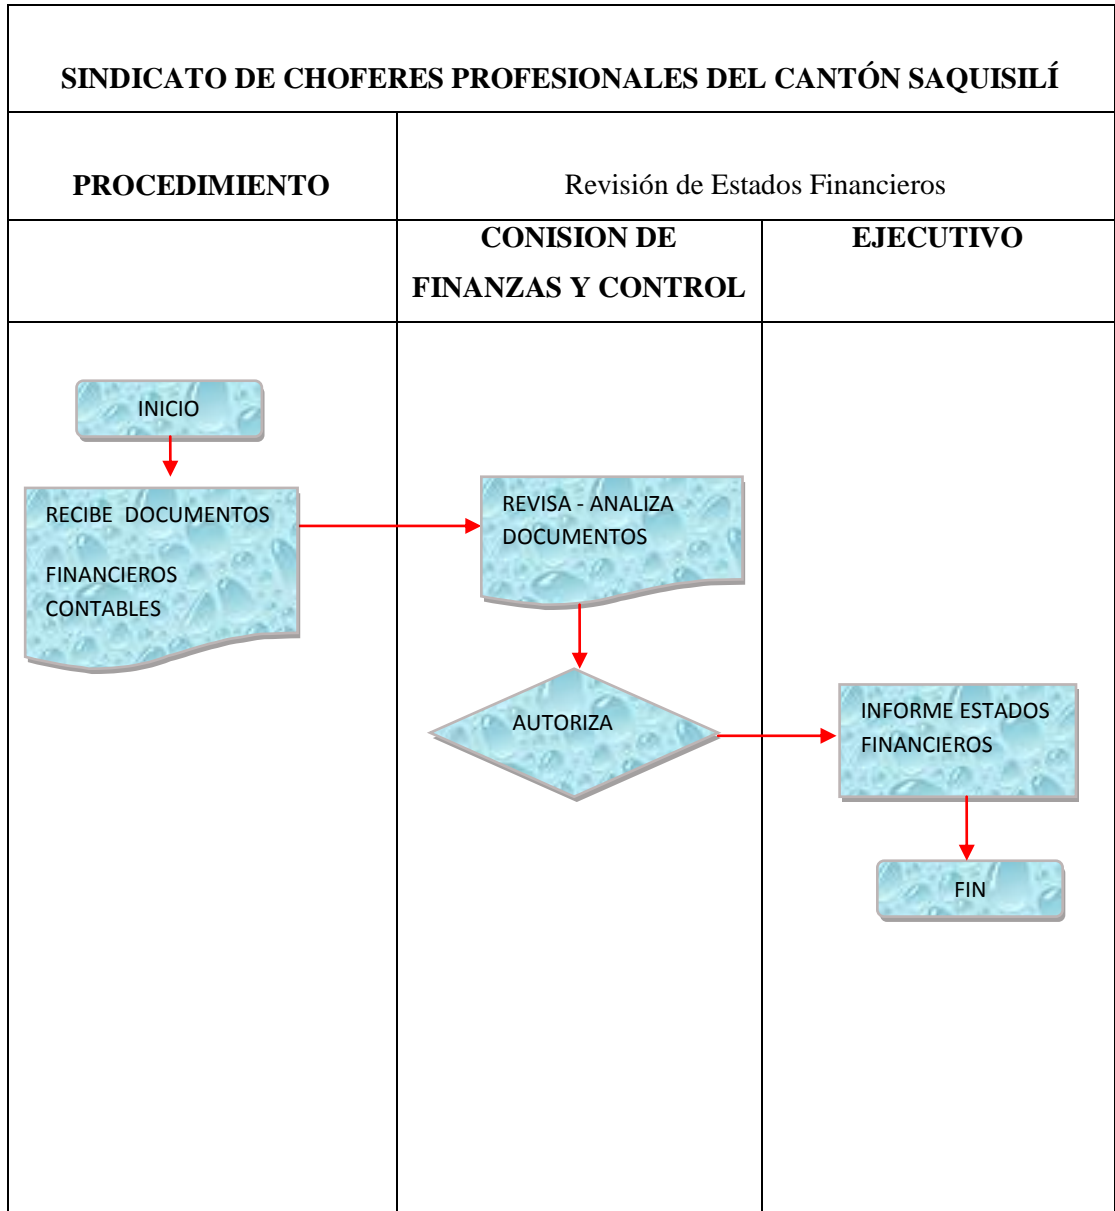 SINDICATO DE CHOFERES PROFESIONALES DEL CANTÓN SAQUISILÍ
PROCEDIMIENTO
Revisión de Estados Financieros
CONISION DE
FINANZAS Y CONTROL
EJECUTIVO
INICIO
RECIBE DOCUMENTOS
FINANCIEROS
CONTABLES
REVISA - ANALIZA
DOCUMENTOS
AUTORIZA
INFORME ESTADOS
FINANCIEROS
FIN